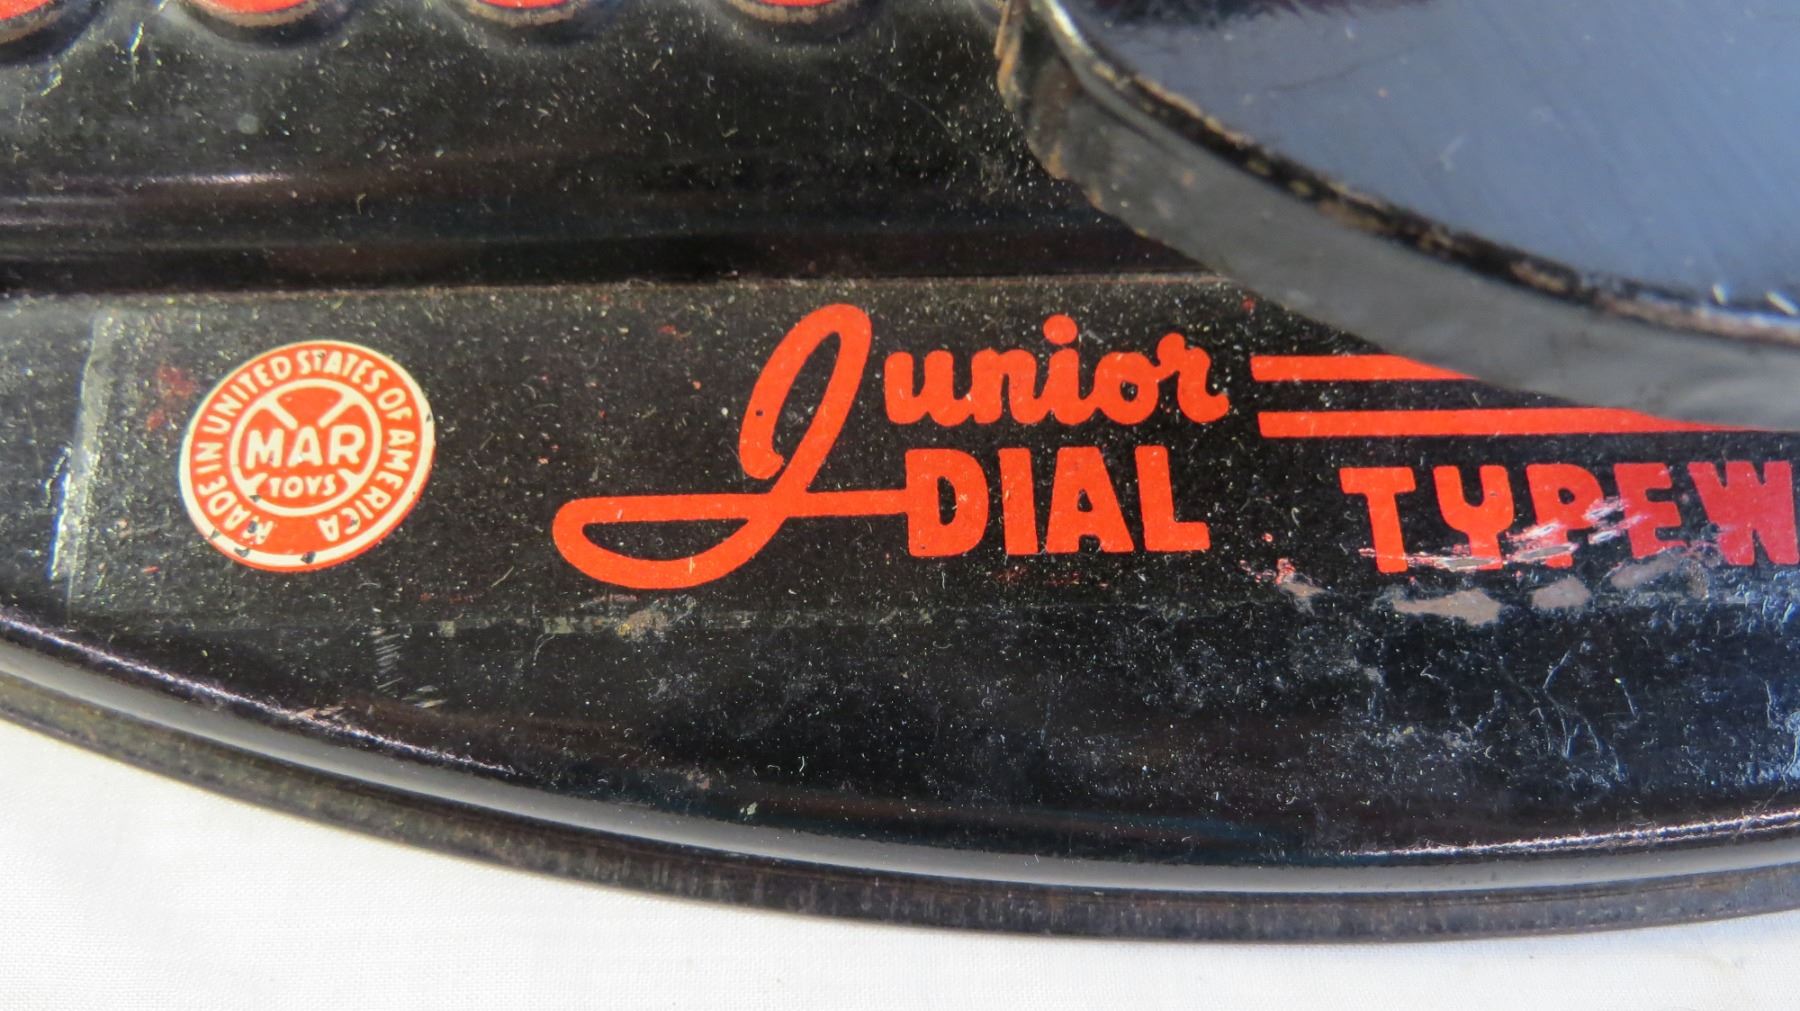 MADE IN UNITED STATES OF AMERICA
MAR
TOYS
Junior
DIAL TYPEW